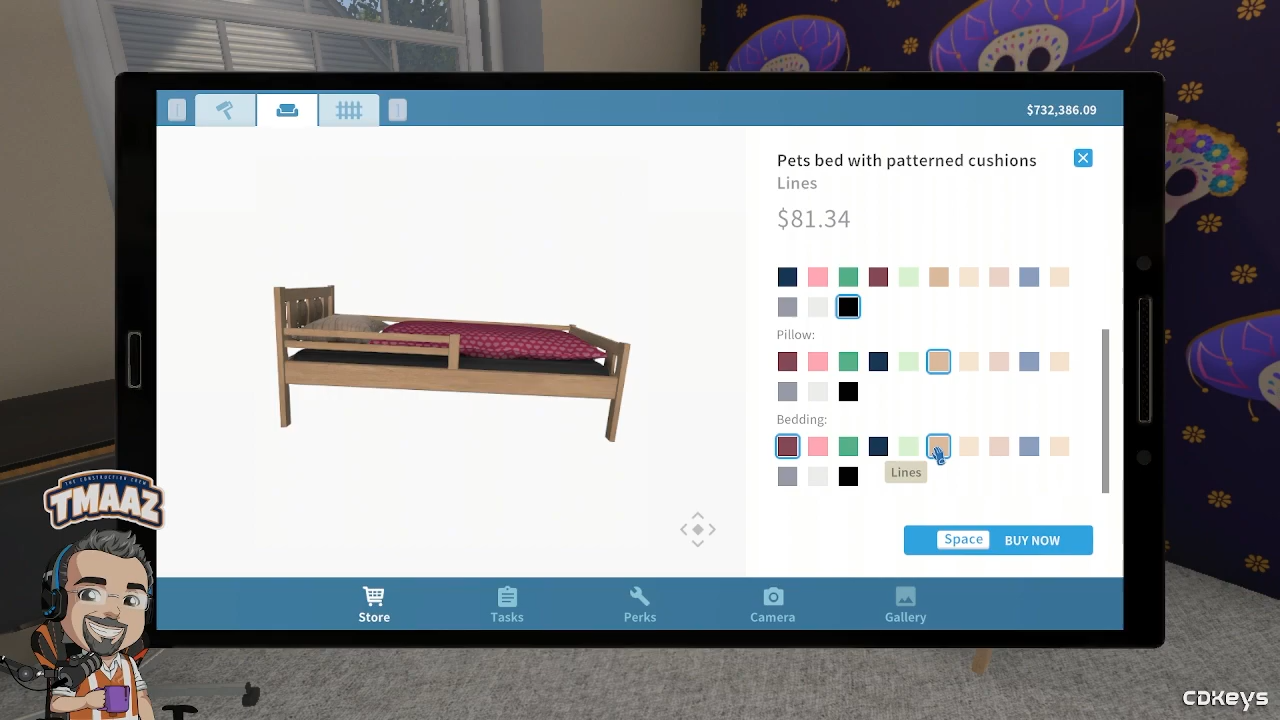 $732,386.09
Pets bed with patterned cushions
Lines
$81.34
Pillow:
Bedding:
Lines
Space BUY NOW
Store Tasks Perks Camera Gallery
THE CONSTRUCTION CREW
TMAAZ
CDKeys